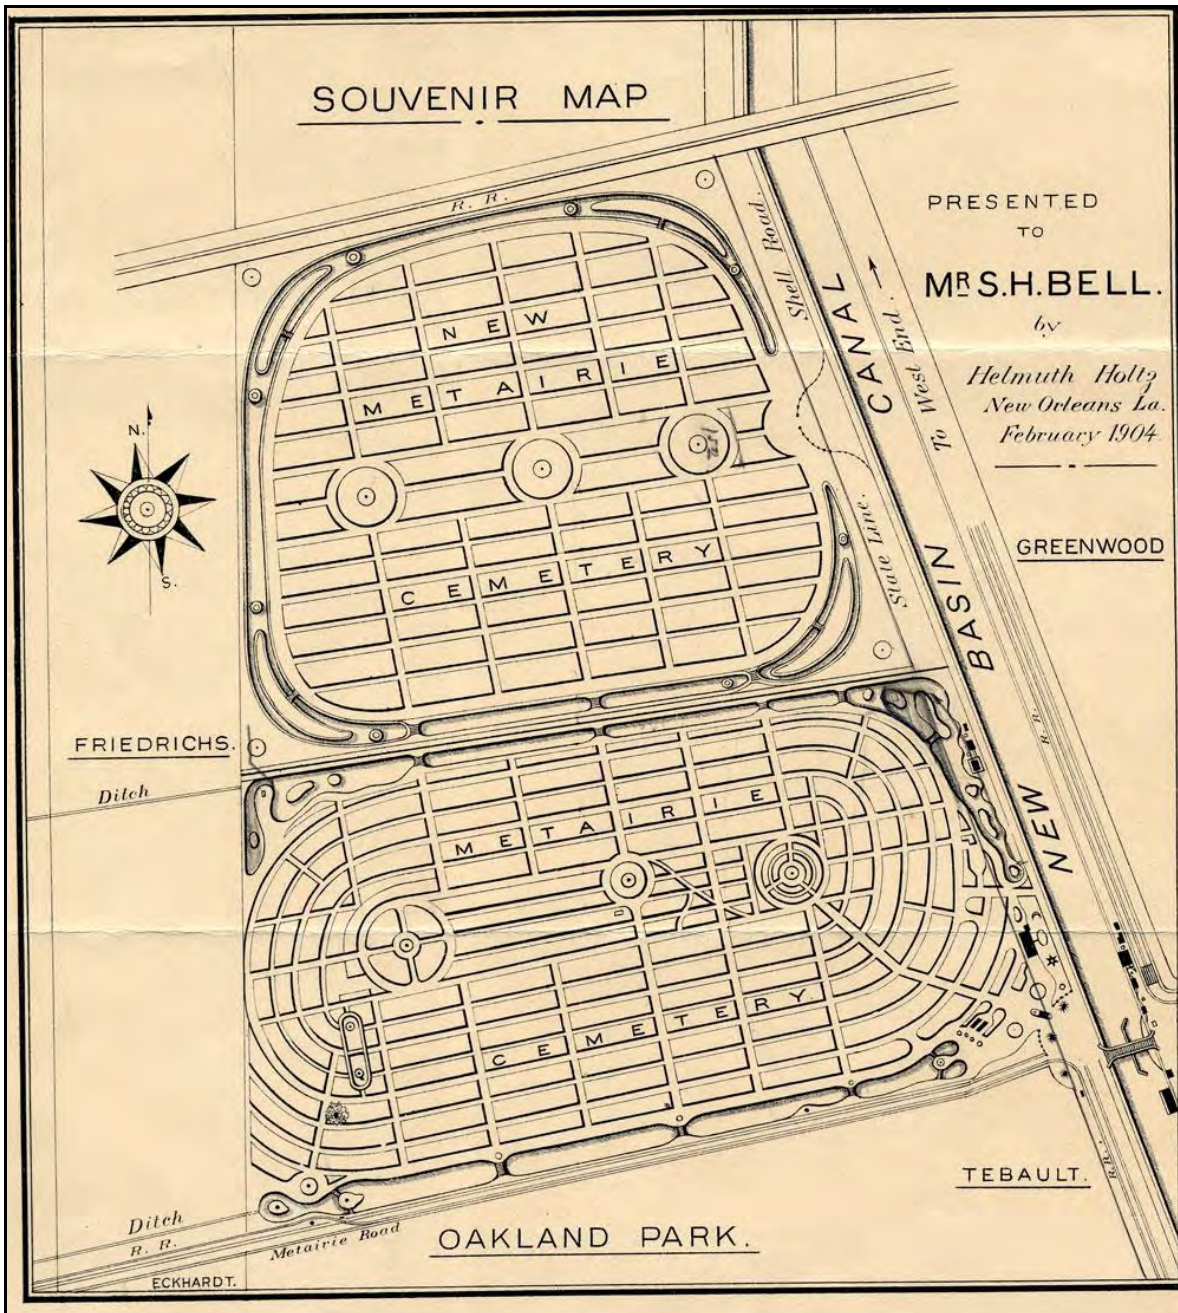 SOUVENIR MAP
PRESENTED
TO
MR S.H. BELL.
by
Helmuth Holtz
New Orleans La.
February 1904
R. R.
Shell Road.
CANAL
To West End.
NEW
METAIRIE
CEMETERY
N.
S.
State Line.
BASIN
GREENWOOD
FRIEDRICHS.
Ditch
R. R.
NEW
METAIRIE
CEMETERY.
TEBAULT.
R.R.
Ditch
R. R.
Metairie Road
OAKLAND PARK.
ECKHARDT.